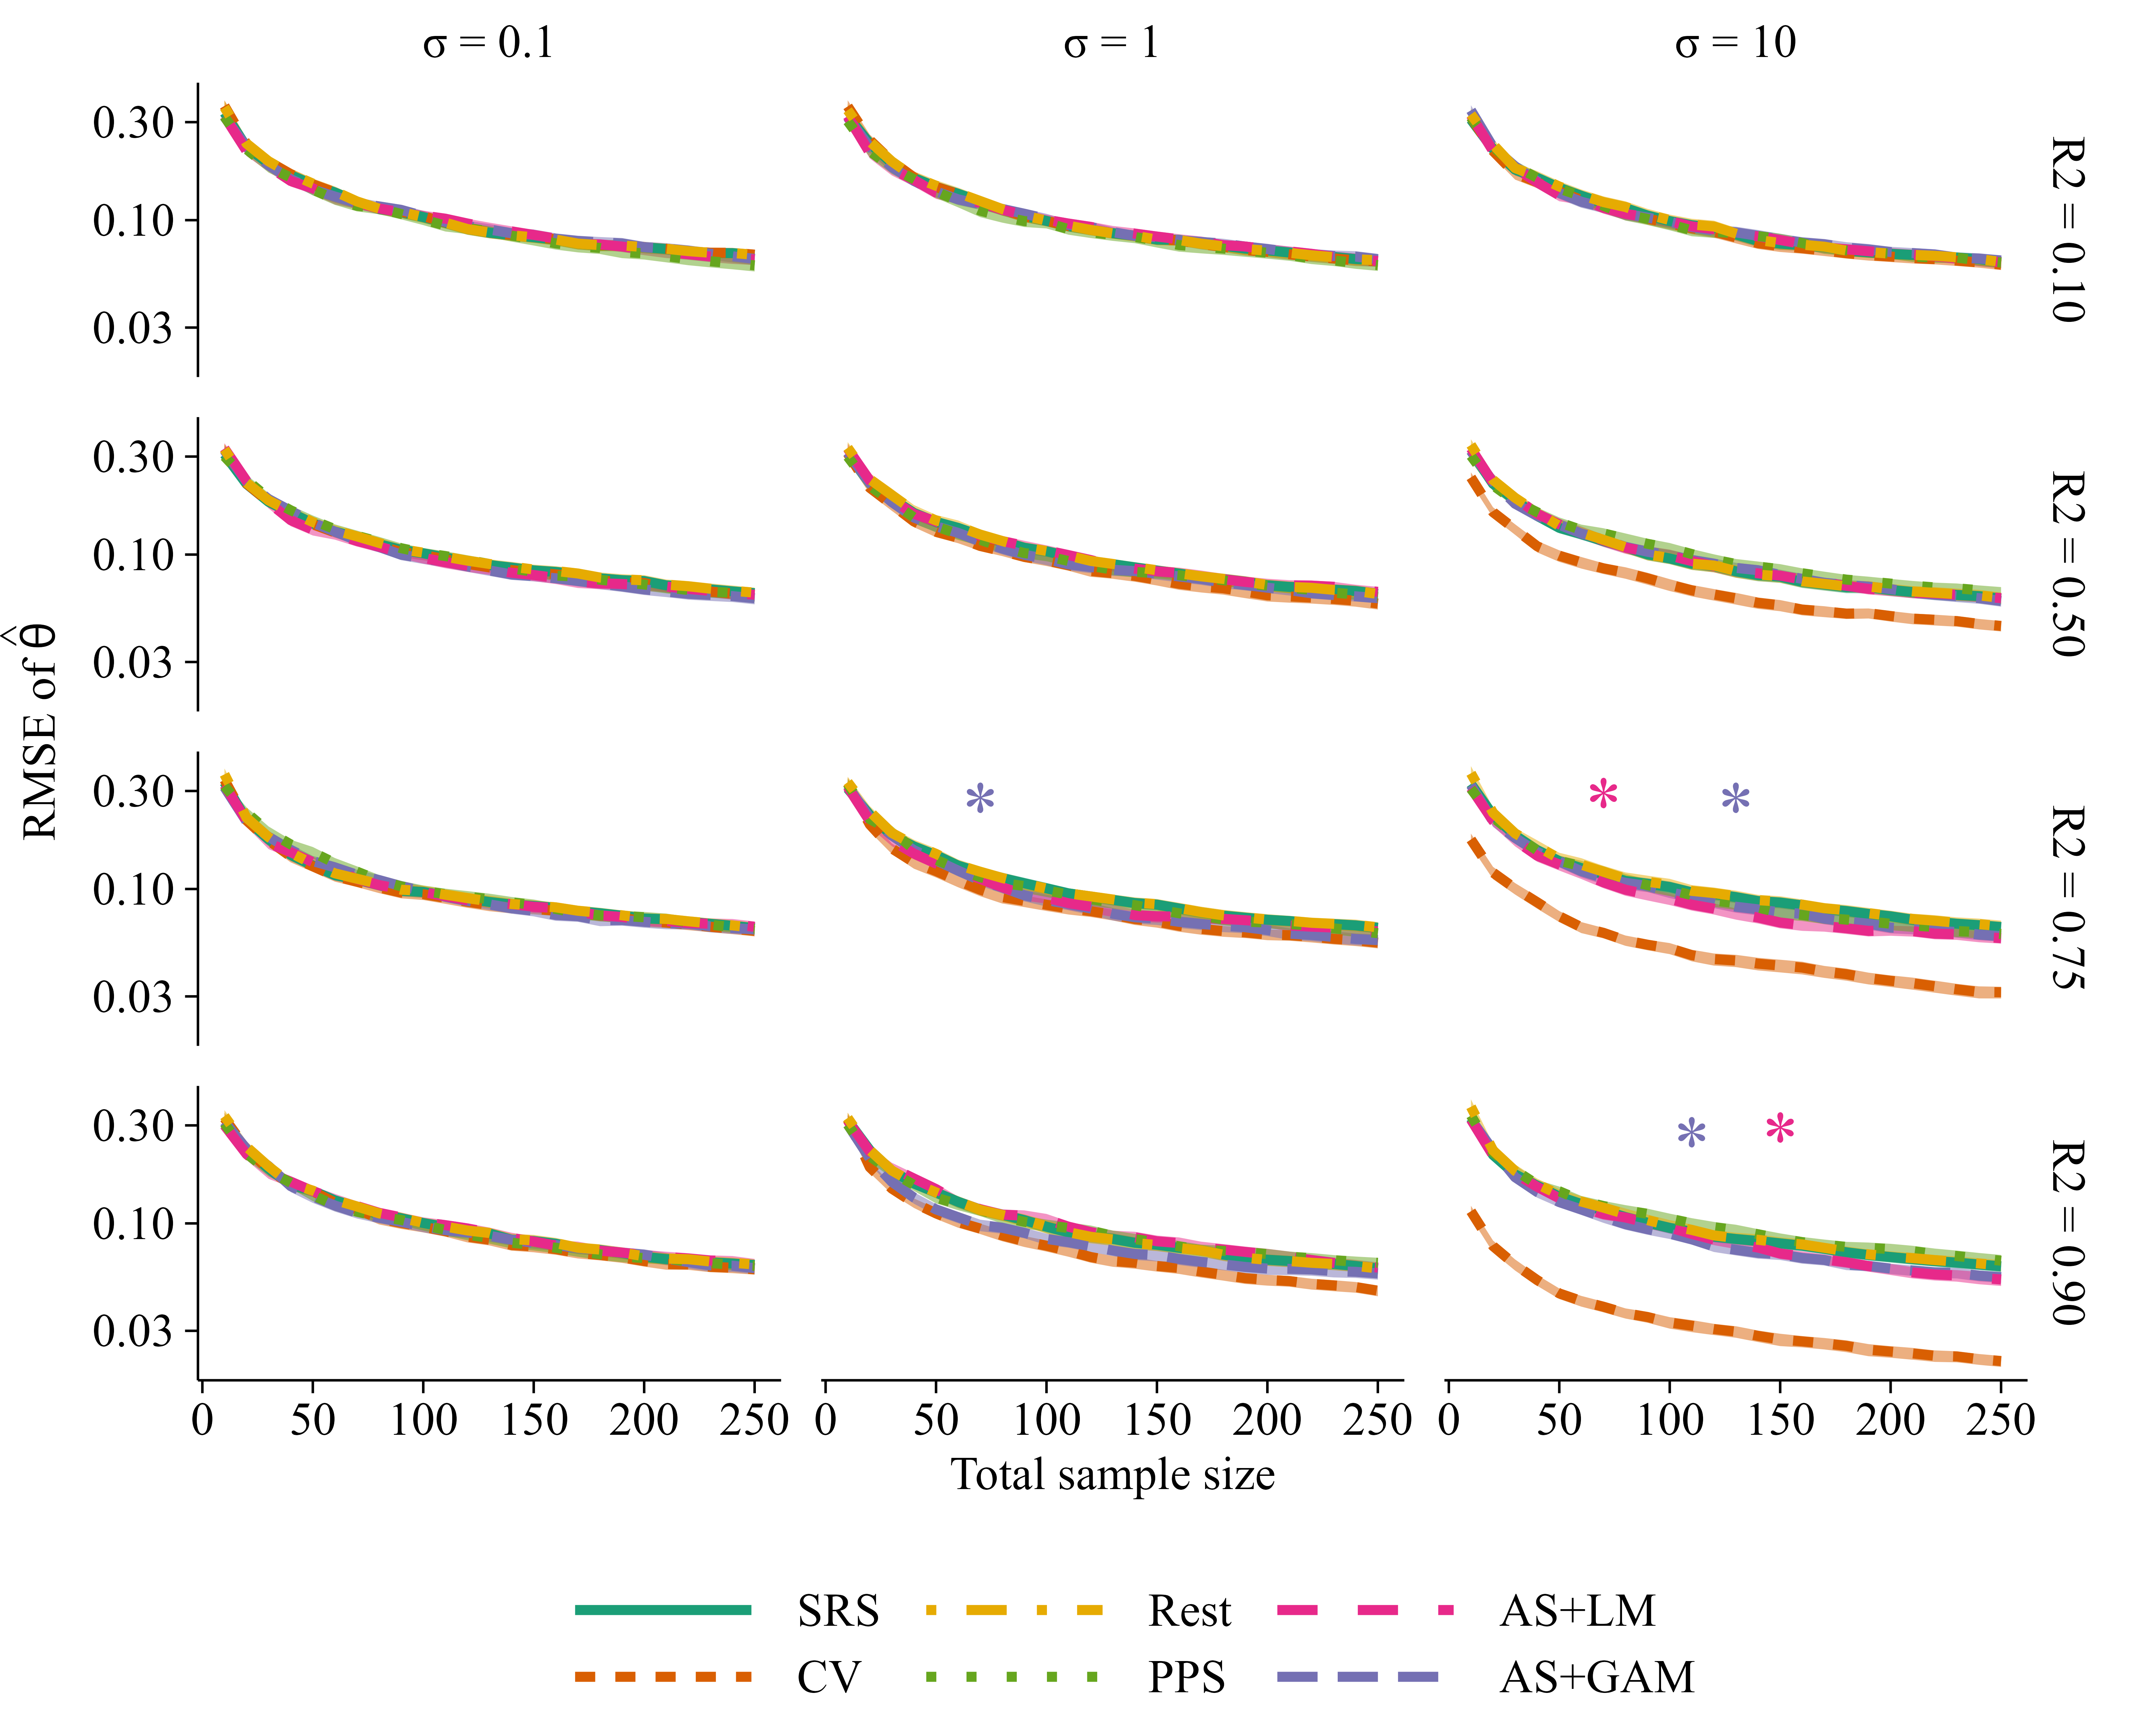 σ = 0.1
σ = 1
σ = 10
0.30
0.10
0.03
R2 = 0.10
0.30
0.10
0.03
R2 = 0.50
RMSE of θ̂
0.30
0.10
0.03
*
*
*
R2 = 0.75
0.30
0.10
0.03
*
*
R2 = 0.90
0 50 100 150 200 250
0 50 100 150 200 250
0 50 100 150 200 250
Total sample size
SRS
Rest
AS+LM
CV
PPS
AS+GAM